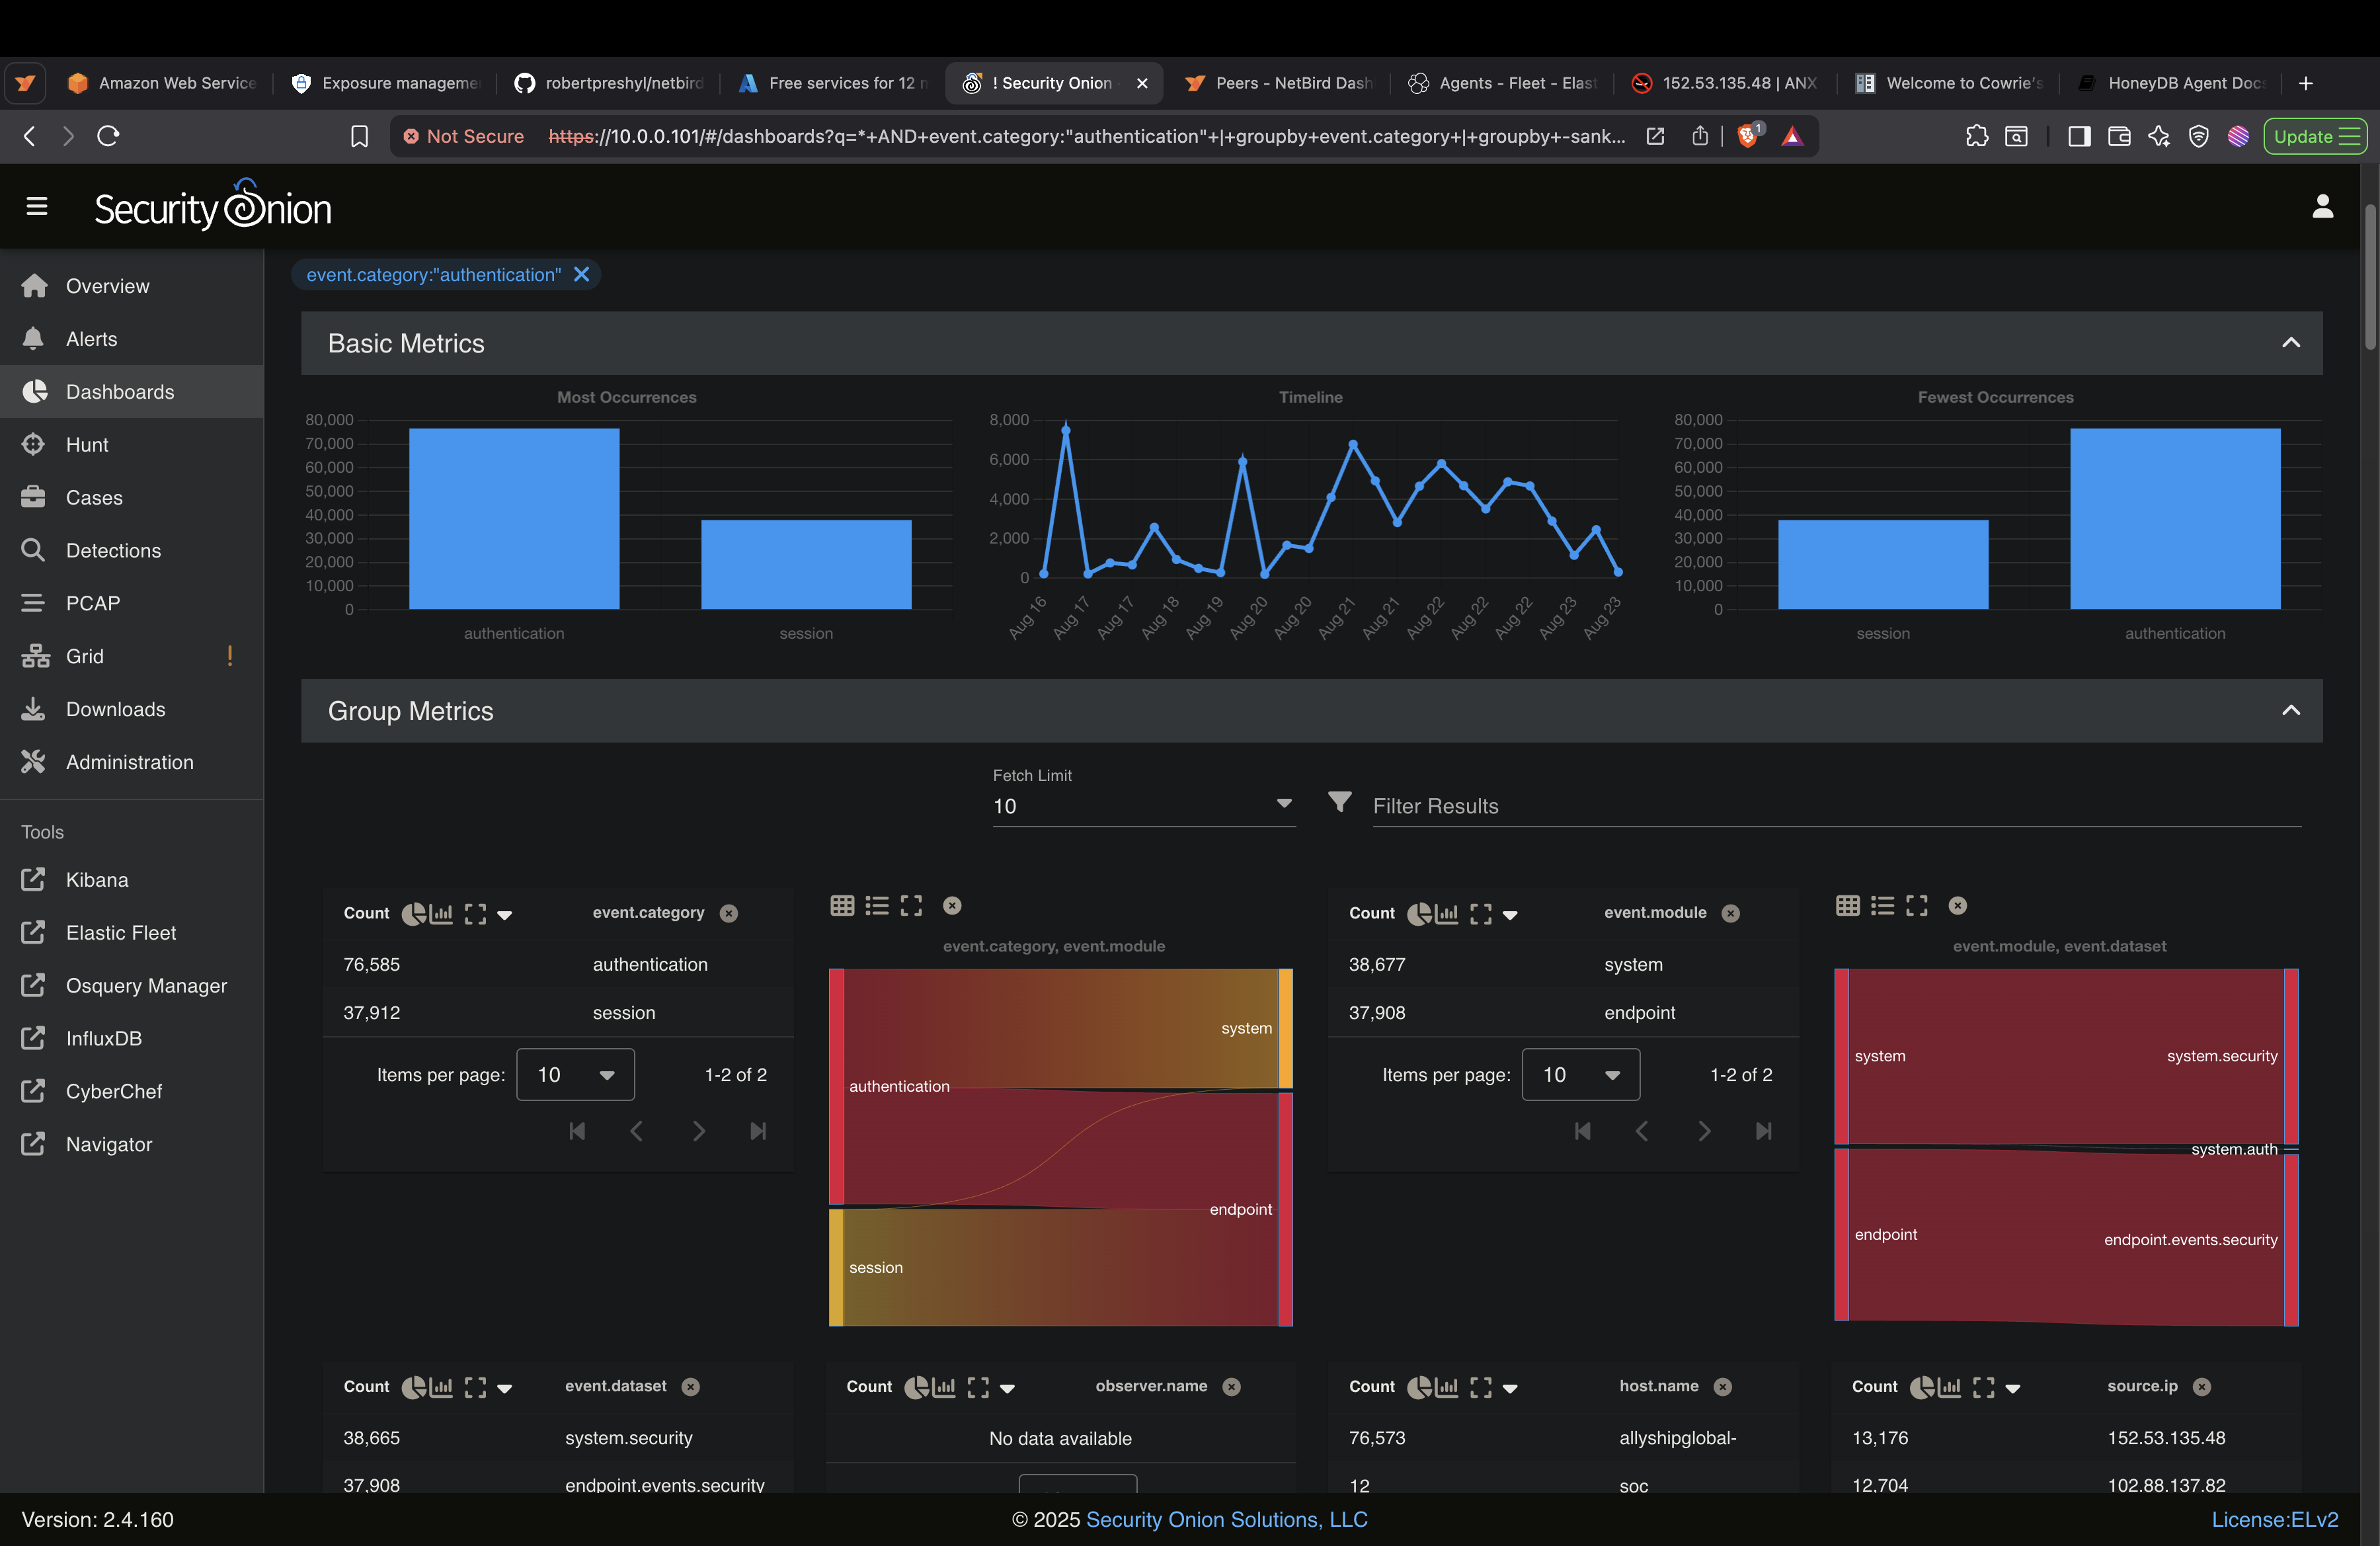 Amazon Web Service
Exposure manageme
robertpreshyl/netbird
Free services for 12 n
! Security Onion
Peers - NetBird Dash
Agents - Fleet - Elast
152.53.135.48 | ANX
Welcome to Cowrie's
HoneyDB Agent Doc
Not Secure https://10.0.0.101/#/dashboards?q=*+AND+event.category:"authentication"+|+groupby+event.category+|+groupby+-sank...
1
Update
Security Onion
Overview
Alerts
Dashboards
Hunt
Cases
Detections
PCAP
Grid !
Downloads
Administration
Tools
Kibana
Elastic Fleet
Osquery Manager
InfluxDB
CyberChef
Navigator
event.category:"authentication"
Basic Metrics
Most Occurrences
80,000
70,000
60,000
50,000
40,000
30,000
20,000
10,000
0
authentication session
Timeline
8,000
6,000
4,000
2,000
0
Aug 16 Aug 17 Aug 17 Aug 18 Aug 19 Aug 20 Aug 20 Aug 21 Aug 21 Aug 22 Aug 22 Aug 22 Aug 23 Aug 23
Fewest Occurrences
80,000
70,000
60,000
50,000
40,000
30,000
20,000
10,000
0
session authentication
Group Metrics
Fetch Limit
10
Filter Results
Count event.category
76,585 authentication
37,912 session
Items per page: 10 1-2 of 2
event.category, event.module
system
authentication
endpoint
session
Count event.module
38,677 system
37,908 endpoint
Items per page: 10 1-2 of 2
event.module, event.dataset
system system.security
system.auth
endpoint endpoint.events.security
Count event.dataset
38,665 system.security
37,908 endpoint.events.security
Count observer.name
No data available
Count host.name
76,573 allyshipglobal-
12 soc
Count source.ip
13,176 152.53.135.48
12,704 102.88.137.82
Version: 2.4.160
© 2025 Security Onion Solutions, LLC
License:ELv2